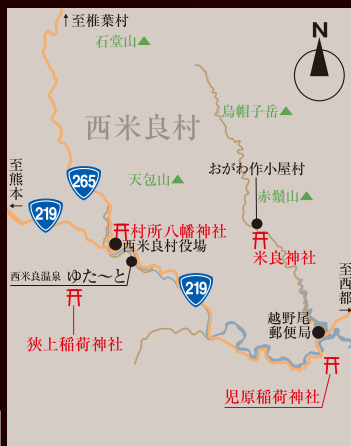 ↑至椎葉村
石堂山▲
N
烏帽子岳▲
西米良村
おがわ作小屋村
至熊本←
265
天包山▲
赤髭山▲
219
村所八幡神社
西米良村役場
米良神社
西米良温泉 ゆた〜と
219
至西都→
越野尾
郵便局
狭上稲荷神社
児原稲荷神社